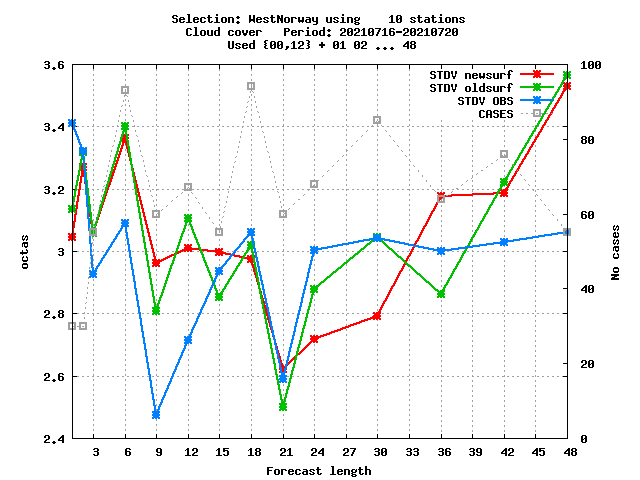 Selection: WestNorway using    10 stations
Cloud cover   Period: 20210716-20210720
Used {00,12} + 01 02 ... 48
STDV newsurf
STDV oldsurf
STDV OBS
CASES
3.6
3.4
3.2
3
2.8
2.6
2.4
octas
100
80
60
40
20
0
No cases
3 6 9 12 15 18 21 24 27 30 33 36 39 42 45 48
Forecast length